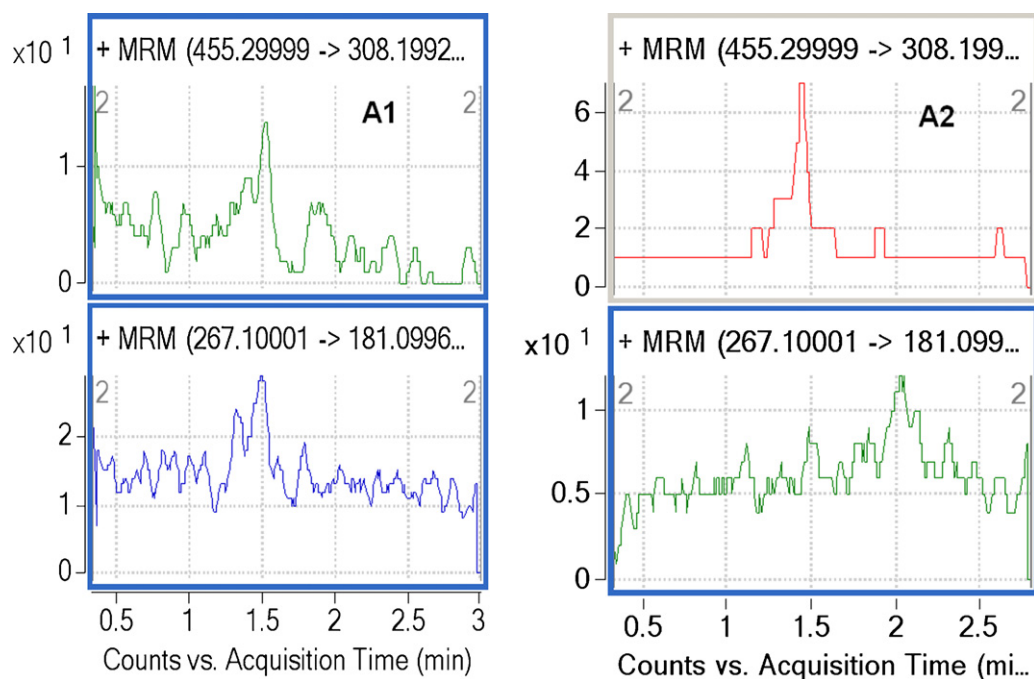 x10 1
+ MRM (455.29999 -> 308.1992...
2
A1
2
1
0
x10 1
+ MRM (267.10001 -> 181.0996...
2
2
2
1
0
0.5 1 1.5 2 2.5 3
Counts vs. Acquisition Time (min)
+ MRM (455.29999 -> 308.199...
2
A2
2
6
4
2
0
x10 1
+ MRM (267.10001 -> 181.099...
2
2
1
0.5
0
0.5 1 1.5 2 2.5
Counts vs. Acquisition Time (mi...